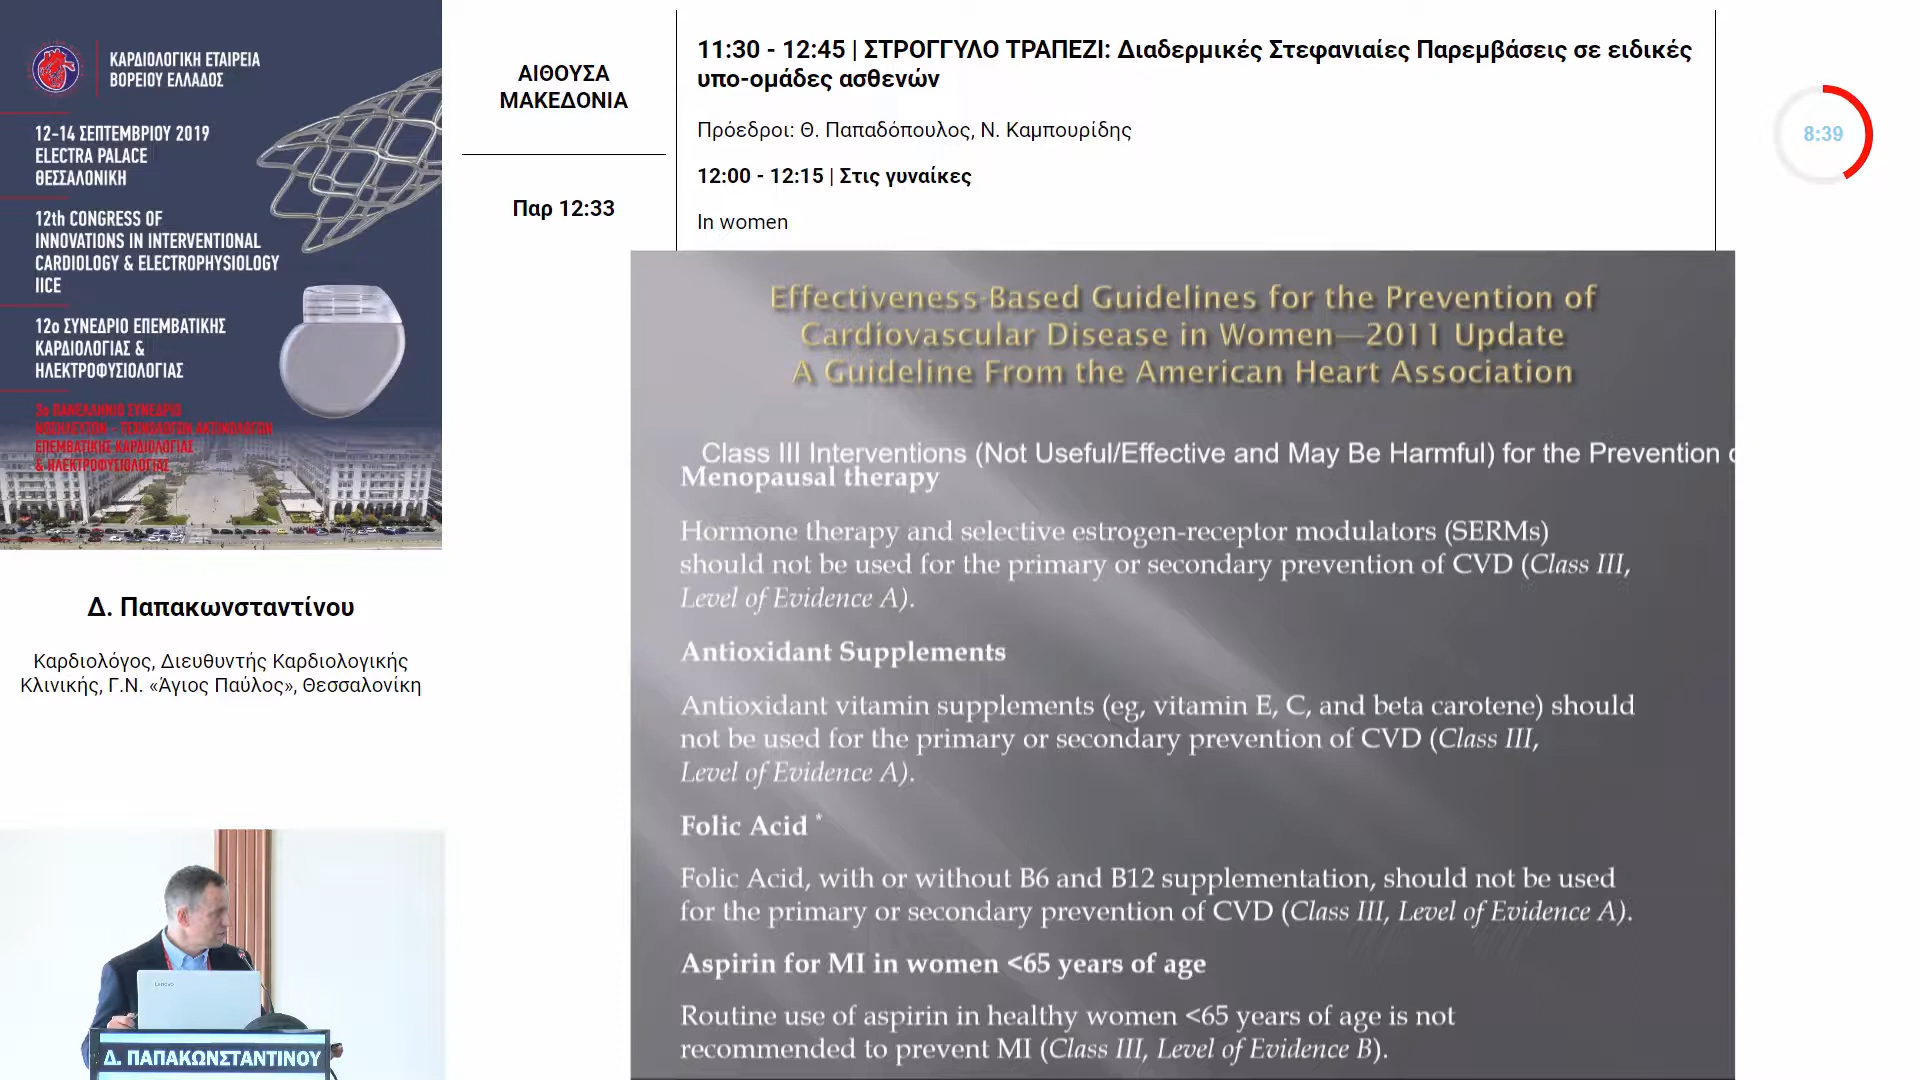 ΚΑΡΔΙΟΛΟΓΙΚΗ ΕΤΑΙΡΕΙΑ
ΒΟΡΕΙΟΥ ΕΛΛΑΔΟΣ
12-14 ΣΕΠΤΕΜΒΡΙΟΥ 2019
ELECTRA PALACE
ΘΕΣΣΑΛΟΝΙΚΗ
12th CONGRESS OF
INNOVATIONS IN INTERVENTIONAL
CARDIOLOGY & ELECTROPHYSIOLOGY
IICE
12ο ΣΥΝΕΔΡΙΟ ΕΠΕΜΒΑΤΙΚΗΣ
ΚΑΡΔΙΟΛΟΓΙΑΣ &
ΗΛΕΚΤΡΟΦΥΣΙΟΛΟΓΙΑΣ
3ο ΠΑΝΕΛΛΗΝΙΟ ΣΥΝΕΔΡΙΟ
ΝΟΣΗΛΕΥΤΩΝ - ΤΕΧΝΟΛΟΓΩΝ ΑΚΤΙΝΟΛΟΓΩΝ
ΕΠΕΜΒΑΤΙΚΗΣ ΚΑΡΔΙΟΛΟΓΙΑΣ
& ΗΛΕΚΤΡΟΦΥΣΙΟΛΟΓΙΑΣ
ΑΙΘΟΥΣΑ
ΜΑΚΕΔΟΝΙΑ
Παρ 12:33
11:30 - 12:45 | ΣΤΡΟΓΓΥΛΟ ΤΡΑΠΕΖΙ: Διαδερμικές Στεφανιαίες Παρεμβάσεις σε ειδικές
υπο-ομάδες ασθενών
Πρόεδροι: Θ. Παπαδόπουλος, Ν. Καμπουρίδης
12:00 - 12:15 | Στις γυναίκες
In women
8:39
Effectiveness-Based Guidelines for the Prevention of
Cardiovascular Disease in Women—2011 Update
A Guideline From the American Heart Association
Class III Interventions (Not Useful/Effective and May Be Harmful) for the Prevention
Menopausal therapy
Hormone therapy and selective estrogen-receptor modulators (SERMs)
should not be used for the primary or secondary prevention of CVD (Class III,
Level of Evidence A).
Antioxidant Supplements
Antioxidant vitamin supplements (eg, vitamin E, C, and beta carotene) should
not be used for the primary or secondary prevention of CVD (Class III,
Level of Evidence A).
Folic Acid *
Folic Acid, with or without B6 and B12 supplementation, should not be used
for the primary or secondary prevention of CVD (Class III, Level of Evidence A).
Aspirin for MI in women <65 years of age
Routine use of aspirin in healthy women <65 years of age is not
recommended to prevent MI (Class III, Level of Evidence B).
Δ. Παπακωνσταντίνου
Καρδιολόγος, Διευθυντής Καρδιολογικής
Κλινικής, Γ.Ν. «Άγιος Παύλος», Θεσσαλονίκη
Lenovo
Δ. ΠΑΠΑΚΩΝΣΤΑΝΤΙΝΟΥ